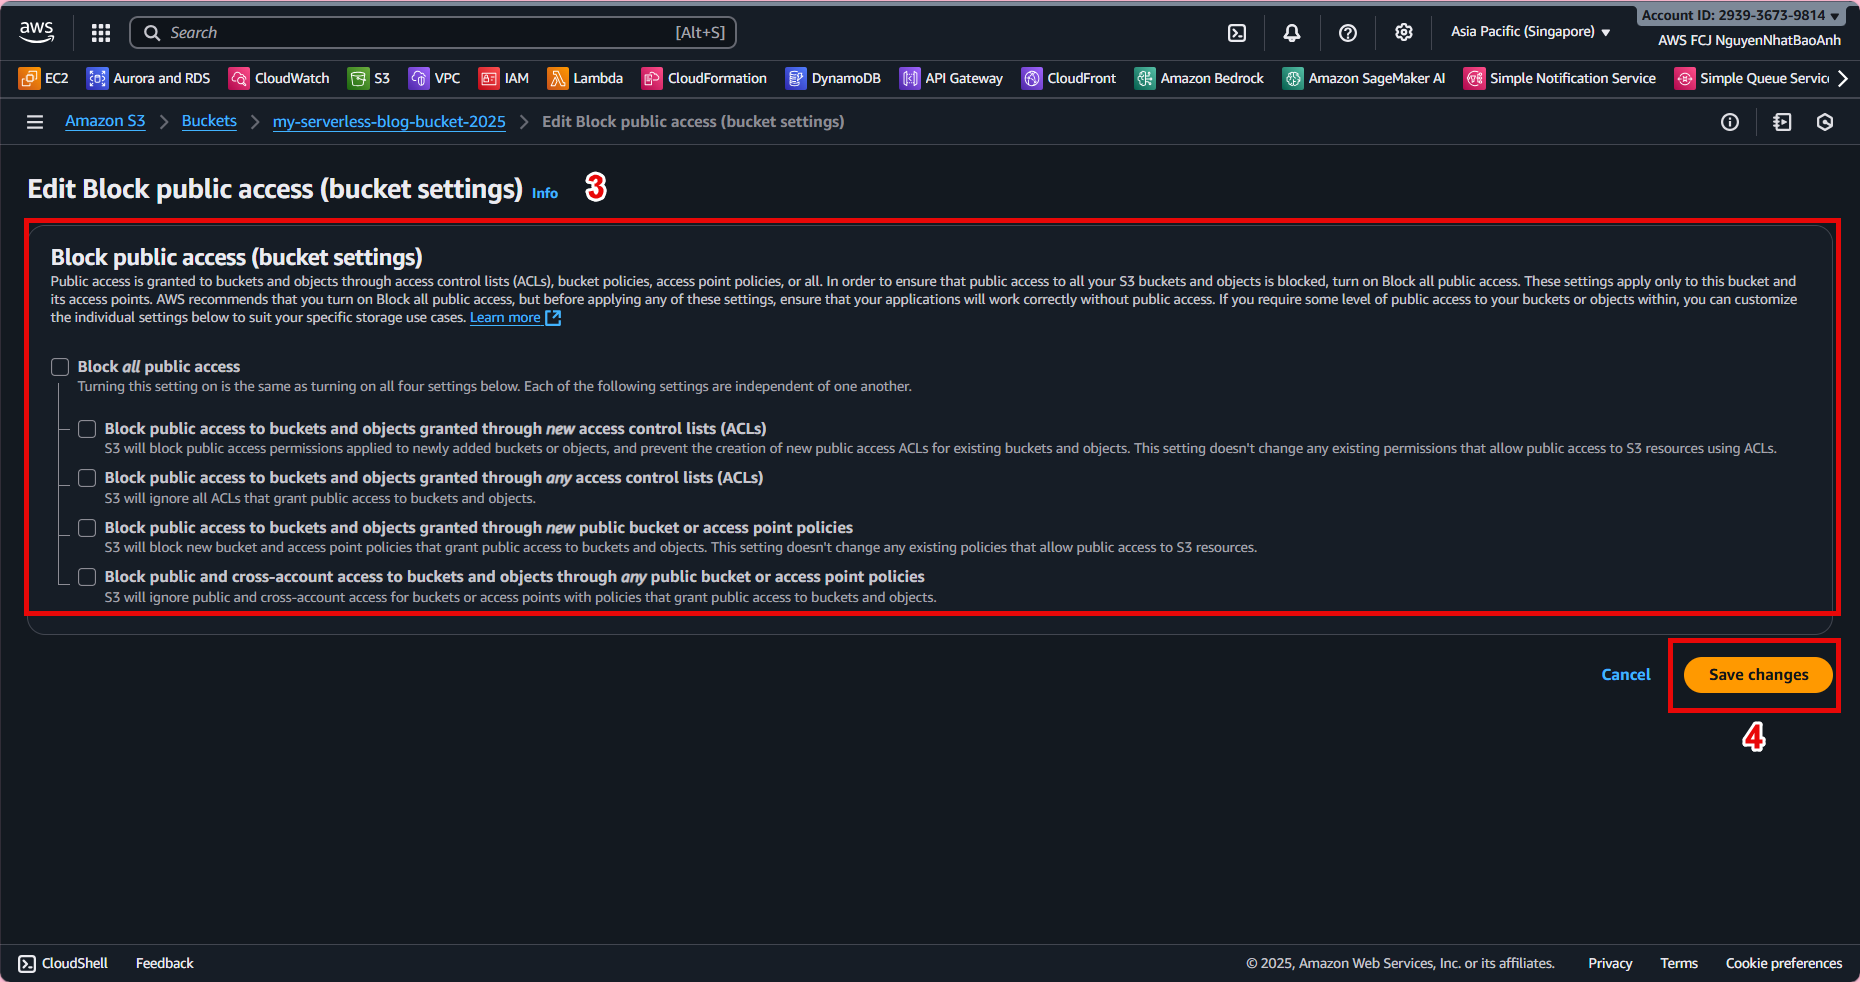 aws
Search [Alt+S]
Asia Pacific (Singapore)
Account ID: 2939-3673-9814
AWS FCJ NguyenNhatBaoAnh
EC2 Aurora and RDS CloudWatch S3 VPC IAM Lambda CloudFormation DynamoDB API Gateway CloudFront Amazon Bedrock Amazon SageMaker AI Simple Notification Service Simple Queue Servic
Amazon S3 Buckets my-serverless-blog-bucket-2025 Edit Block public access (bucket settings)
Edit Block public access (bucket settings) Info 3
Block public access (bucket settings)
Public access is granted to buckets and objects through access control lists (ACLs), bucket policies, access point policies, or all. In order to ensure that public access to all your S3 buckets and objects is blocked, turn on Block all public access. These settings apply only to this bucket and
its access points. AWS recommends that you turn on Block all public access, but before applying any of these settings, ensure that your applications will work correctly without public access. If you require some level of public access to your buckets or objects within, you can customize
the individual settings below to suit your specific storage use cases. Learn more
Block all public access
Turning this setting on is the same as turning on all four settings below. Each of the following settings are independent of one another.
Block public access to buckets and objects granted through new access control lists (ACLs)
S3 will block public access permissions applied to newly added buckets or objects, and prevent the creation of new public access ACLs for existing buckets and objects. This setting doesn't change any existing permissions that allow public access to S3 resources using ACLs.
Block public access to buckets and objects granted through any access control lists (ACLs)
S3 will ignore all ACLs that grant public access to buckets and objects.
Block public access to buckets and objects granted through new public bucket or access point policies
S3 will block new bucket and access point policies that grant public access to buckets and objects. This setting doesn't change any existing policies that allow public access to S3 resources.
Block public and cross-account access to buckets and objects through any public bucket or access point policies
S3 will ignore public and cross-account access for buckets or access points with policies that grant public access to buckets and objects.
Cancel Save changes
4
CloudShell Feedback © 2025, Amazon Web Services, Inc. or its affiliates. Privacy Terms Cookie preferences